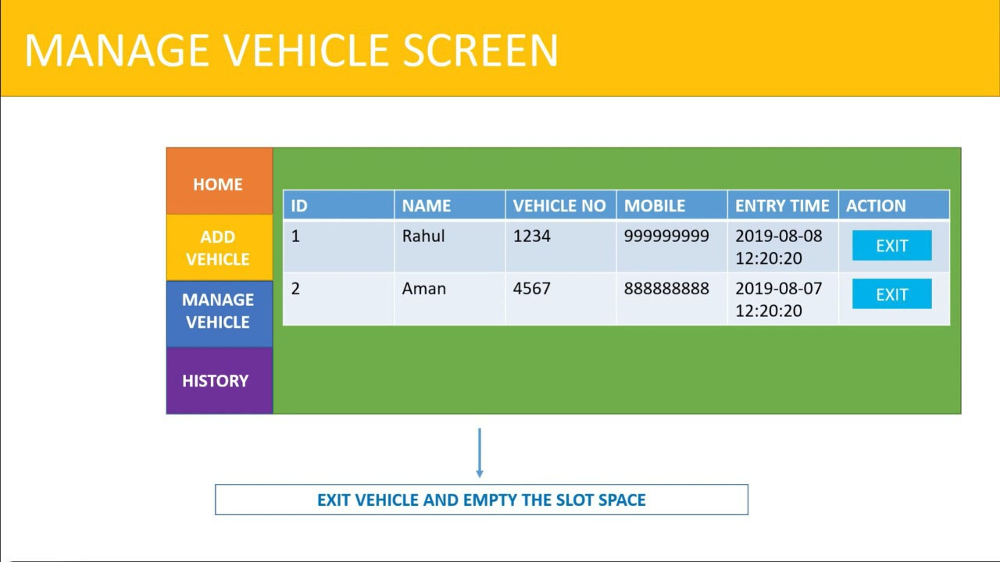 MANAGE VEHICLE SCREEN
HOME
ADD
VEHICLE
MANAGE
VEHICLE
HISTORY
ID NAME VEHICLE NO MOBILE ENTRY TIME ACTION
1 Rahul 1234 999999999 2019-08-08 EXIT
12:20:20
2 Aman 4567 888888888 2019-08-07 EXIT
12:20:20
EXIT VEHICLE AND EMPTY THE SLOT SPACE